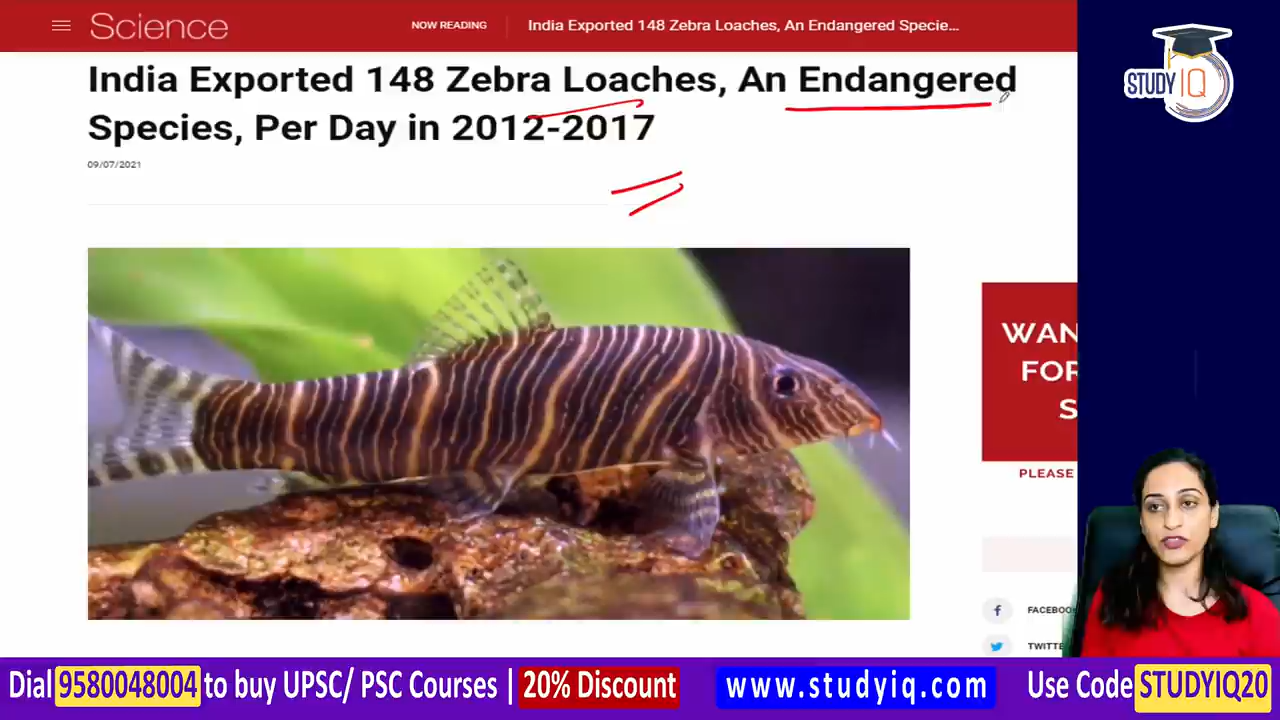 Science
NOW READING
India Exported 148 Zebra Loaches, An Endangered Specie...
India Exported 148 Zebra Loaches, An Endangered
Species, Per Day in 2012-2017
09/07/2021
STUDY IQ
WAN
FOR
S
PLEASE
FACEBOO
TWITTE
Dial 9580048004 to buy UPSC/ PSC Courses | 20% Discount
www.studyiq.com
Use Code STUDYIQ20